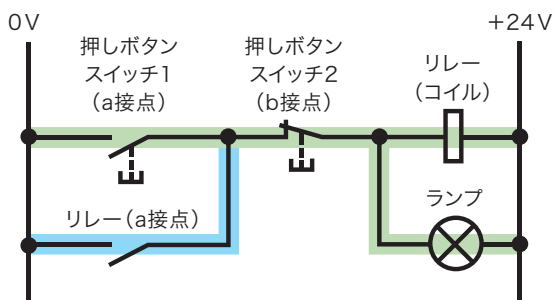 0V
+24V
押しボタン
スイッチ1
（a接点）
押しボタン
スイッチ2
（b接点）
リレー
（コイル）
リレー（a接点）
ランプ